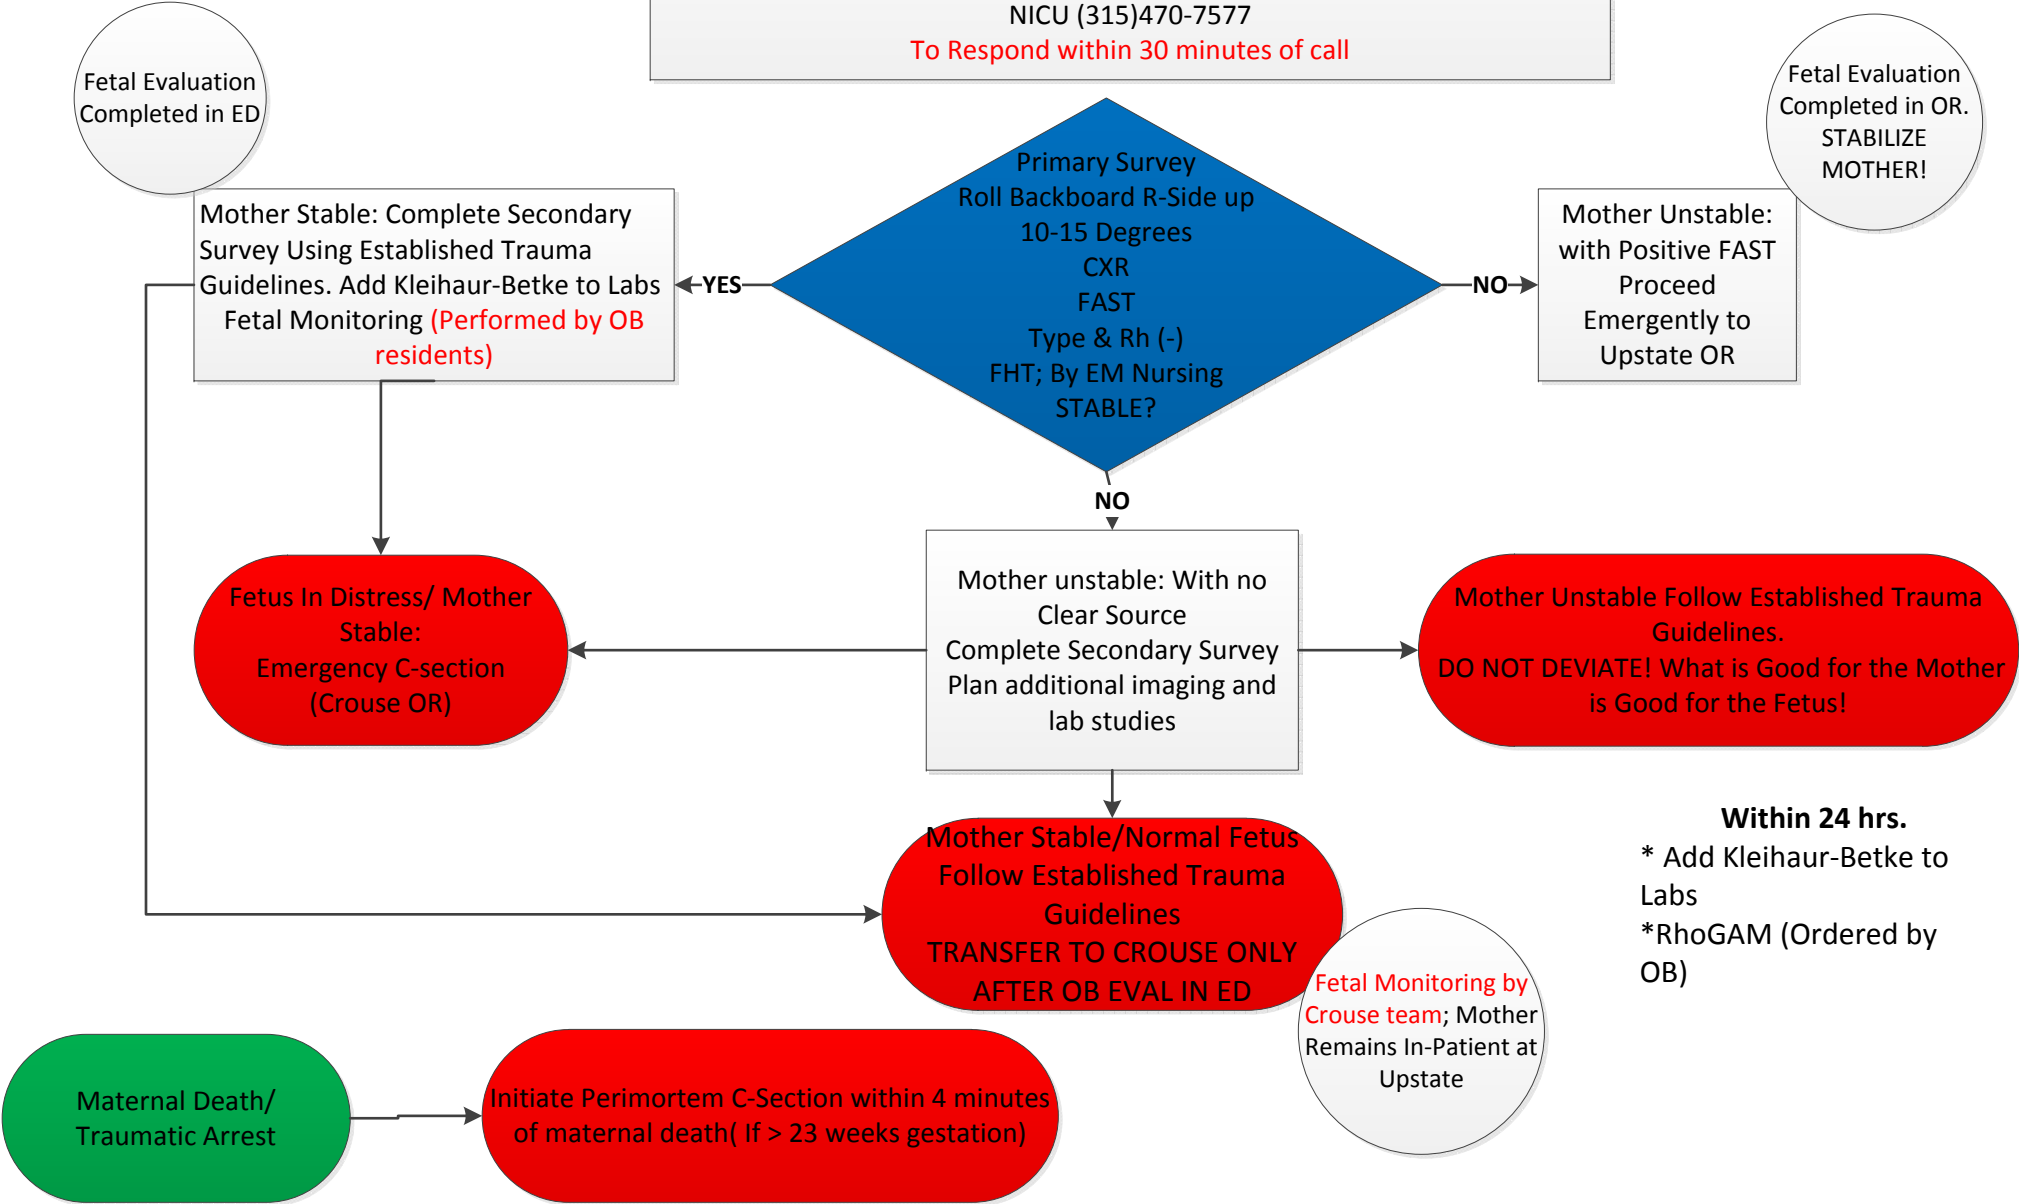 NICU (315)470-7577
To Respond within 30 minutes of call
Fetal Evaluation
Completed in ED
Fetal Evaluation
Completed in OR.
STABILIZE
MOTHER!
Primary Survey
Roll Backboard R-Side up
10-15 Degrees
CXR
FAST
Type & Rh (-)
FHT; By EM Nursing
STABLE?
Mother Stable: Complete Secondary
Survey Using Established Trauma
Guidelines. Add Kleihaur-Betke to Labs
Fetal Monitoring (Performed by OB
residents)
YES
NO
Mother Unstable:
with Positive FAST
Proceed
Emergently to
Upstate OR
NO
Fetus In Distress/ Mother
Stable:
Emergency C-section
(Crouse OR)
Mother unstable: With no
Clear Source
Complete Secondary Survey
Plan additional imaging and
lab studies
Mother Unstable Follow Established Trauma
Guidelines.
DO NOT DEVIATE! What is Good for the Mother
is Good for the Fetus!
Mother Stable/Normal Fetus
Follow Established Trauma
Guidelines
TRANSFER TO CROUSE ONLY
AFTER OB EVAL IN ED
Within 24 hrs.
* Add Kleihaur-Betke to
Labs
*RhoGAM (Ordered by
OB)
Fetal Monitoring by
Crouse team; Mother
Remains In-Patient at
Upstate
Maternal Death/
Traumatic Arrest
Initiate Perimortem C-Section within 4 minutes
of maternal death( If > 23 weeks gestation)